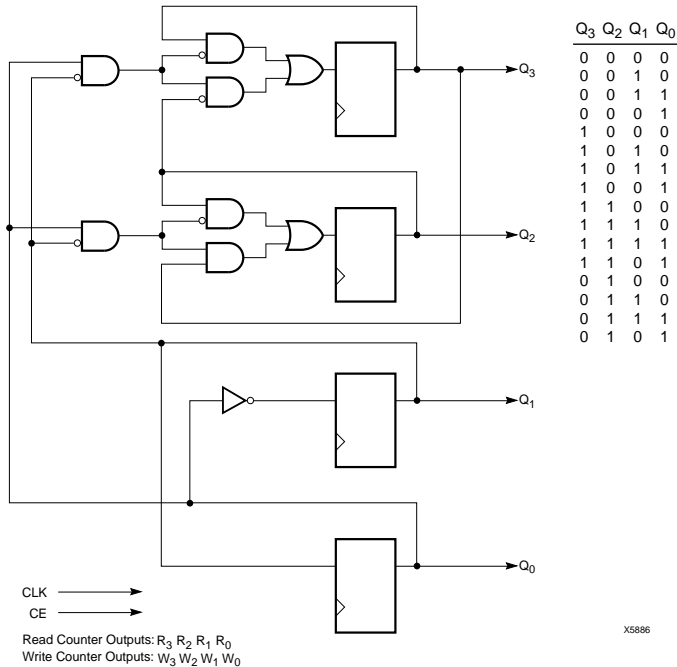 Q3 Q2 Q1 Q0
0 0 0 0
0 0 1 0
0 0 1 1
0 0 0 1
1 0 0 0
1 0 1 0
1 0 1 1
1 0 0 1
1 1 0 0
1 1 1 0
1 1 1 1
1 1 0 1
0 1 0 0
0 1 1 0
0 1 1 1
0 1 0 1
Q3
Q2
Q1
Q0
CLK
CE
Read Counter Outputs: R3 R2 R1 R0
Write Counter Outputs: W3 W2 W1 W0
X5886